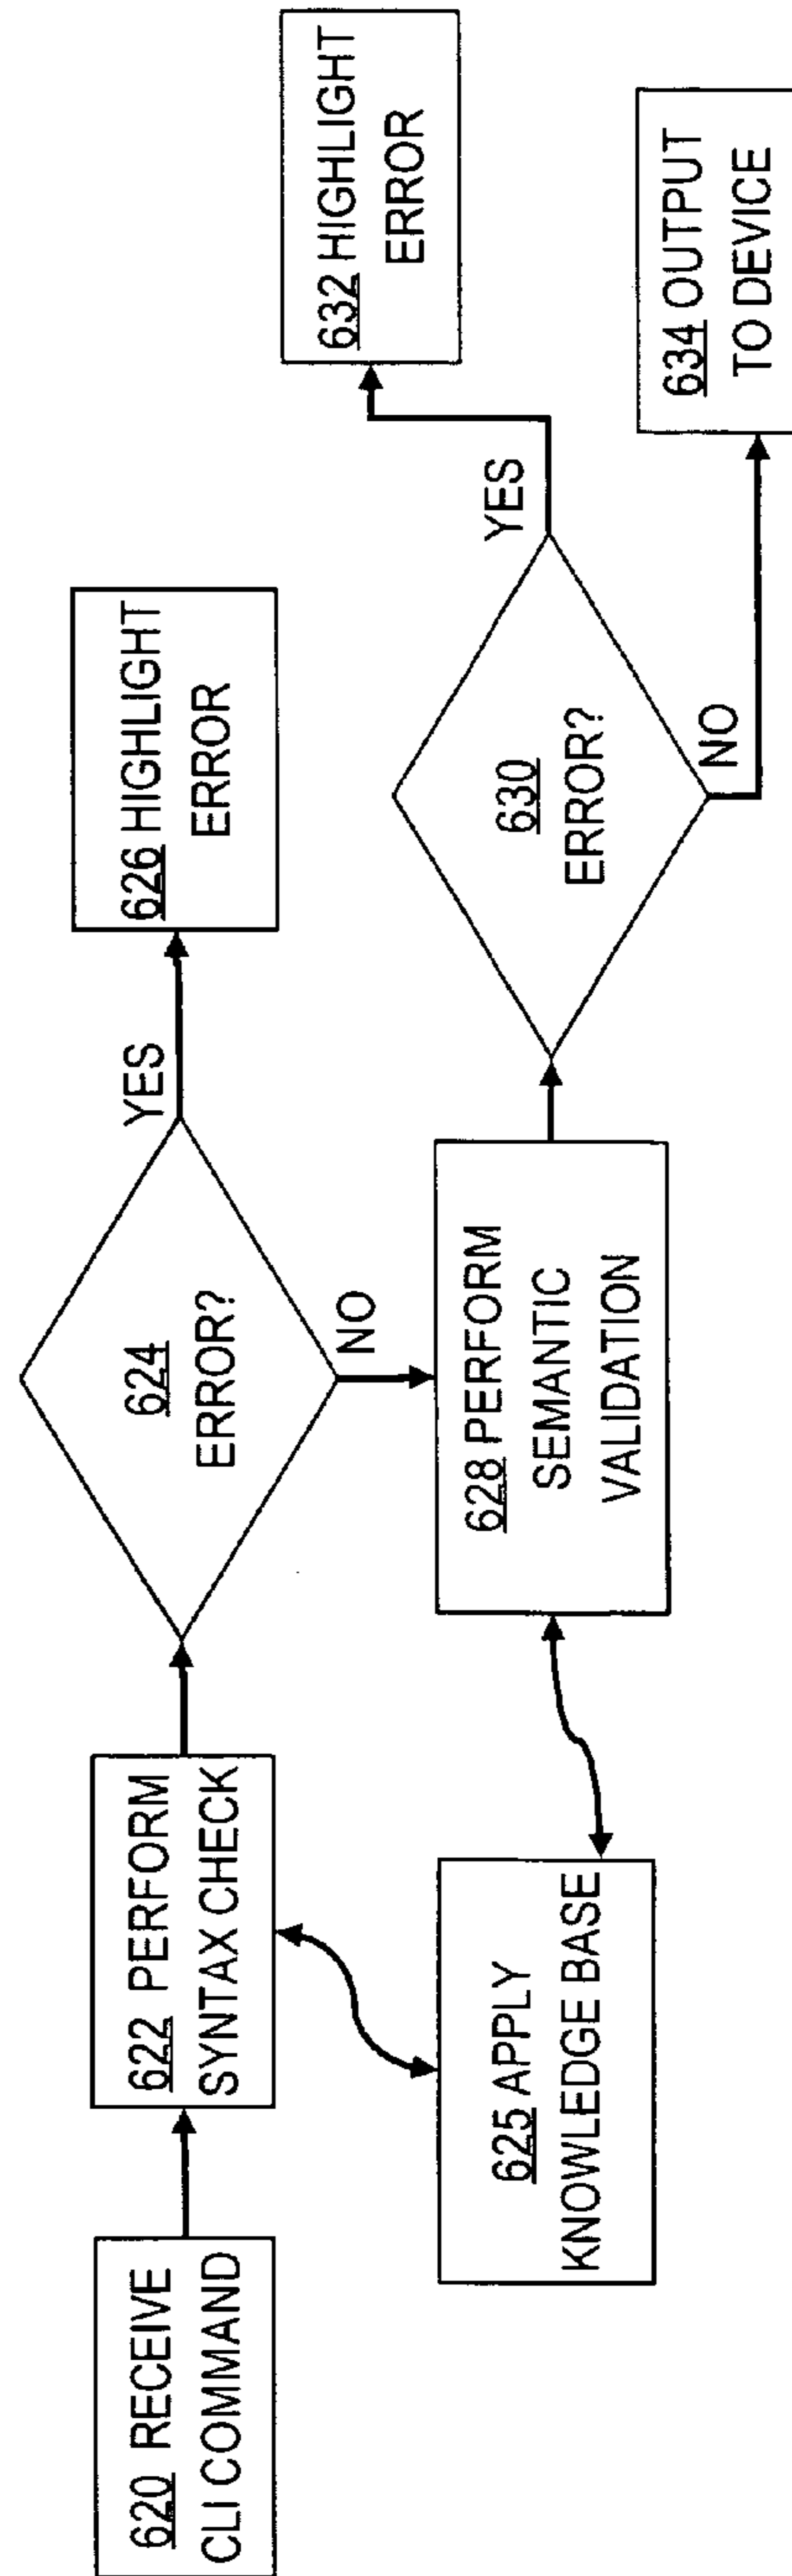 620 RECEIVE
CLI COMMAND
622 PERFORM
SYNTAX CHECK
624
ERROR?
YES
626 HIGHLIGHT
ERROR
NO
625 APPLY
KNOWLEDGE BASE
628 PERFORM
SEMANTIC
VALIDATION
630
ERROR?
YES
632 HIGHLIGHT
ERROR
NO
634 OUTPUT
TO DEVICE